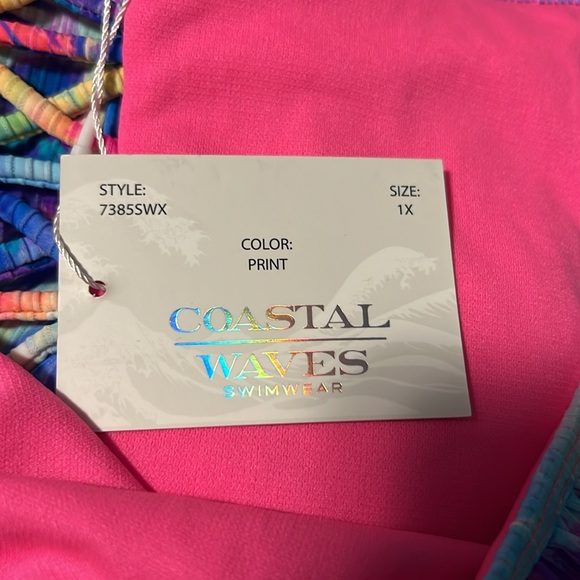 STYLE:
7385SWX
SIZE:
1X
COLOR:
PRINT
COASTAL
WAVES
SWIMWEAR